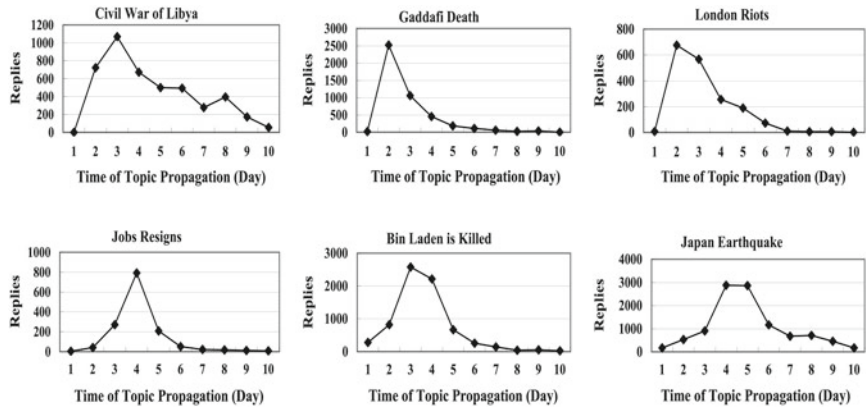 Civil War of Libya
Replies
1200
1000
800
600
400
200
0
1 2 3 4 5 6 7 8 9 10
Time of Topic Propagation (Day)
Gaddafi Death
Replies
3000
2500
2000
1500
1000
500
0
1 2 3 4 5 6 7 8 9 10
Time of Topic Propagation (Day)
London Riots
Replies
800
600
400
200
0
1 2 3 4 5 6 7 8 9 10
Time of Topic Propagation (Day)
Jobs Resigns
Replies
1000
800
600
400
200
0
1 2 3 4 5 6 7 8 9 10
Time of Topic Propagation (Day)
Bin Laden is Killed
Replies
3000
2000
1000
0
1 2 3 4 5 6 7 8 9 10
Time of Topic Propagation (Day)
Japan Earthquake
Replies
4000
3000
2000
1000
0
1 2 3 4 5 6 7 8 9 10
Time of Topic Propagation (Day)